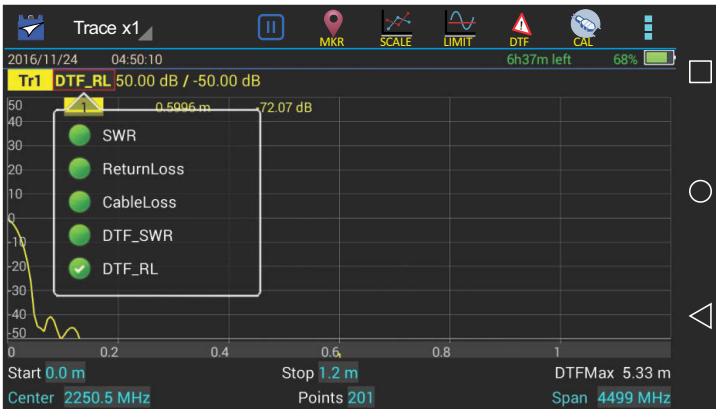 Trace x1
MKR SCALE LIMIT DTF CAL
2016/11/24 04:50:10 6h37m left 68%
Tr1 DTF_RL 50.00 dB / -50.00 dB
1 0.5996 m -72.07 dB
50
40
30
20
10
0
-10
-20
-30
-40
-50
SWR
ReturnLoss
CableLoss
DTF_SWR
DTF_RL
0 0.2 0.4 0.6 0.8 1
Start 0.0 m Stop 1.2 m DTFMax 5.33 m
Center 2250.5 MHz Points 201 Span 4499 MHz